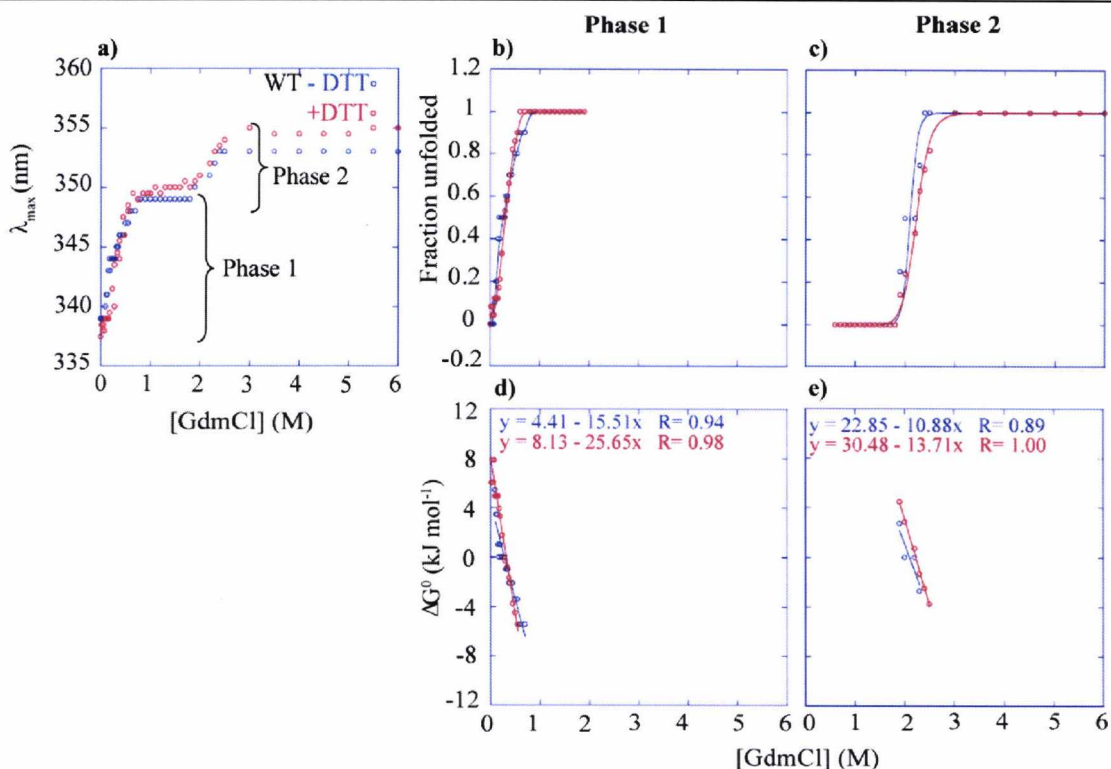 Phase 1
Phase 2
a)
360
355
350
345
340
335
λmax (nm)
WT - DTT
+DTT
Phase 2
Phase 1
0 1 2 3 4 5 6
[GdmCl] (M)
b)
1.2
1
0.8
0.6
0.4
0.2
0
-0.2
Fraction unfolded
c)
d)
y = 4.41 - 15.51x R= 0.94
y = 8.13 - 25.65x R= 0.98
12
8
4
0
-4
-8
-12
ΔG⁰ (kJ mol⁻¹)
0 1 2 3 4 5 6
e)
y = 22.85 - 10.88x R= 0.89
y = 30.48 - 13.71x R= 1.00
0 1 2 3 4 5 6
[GdmCl] (M)